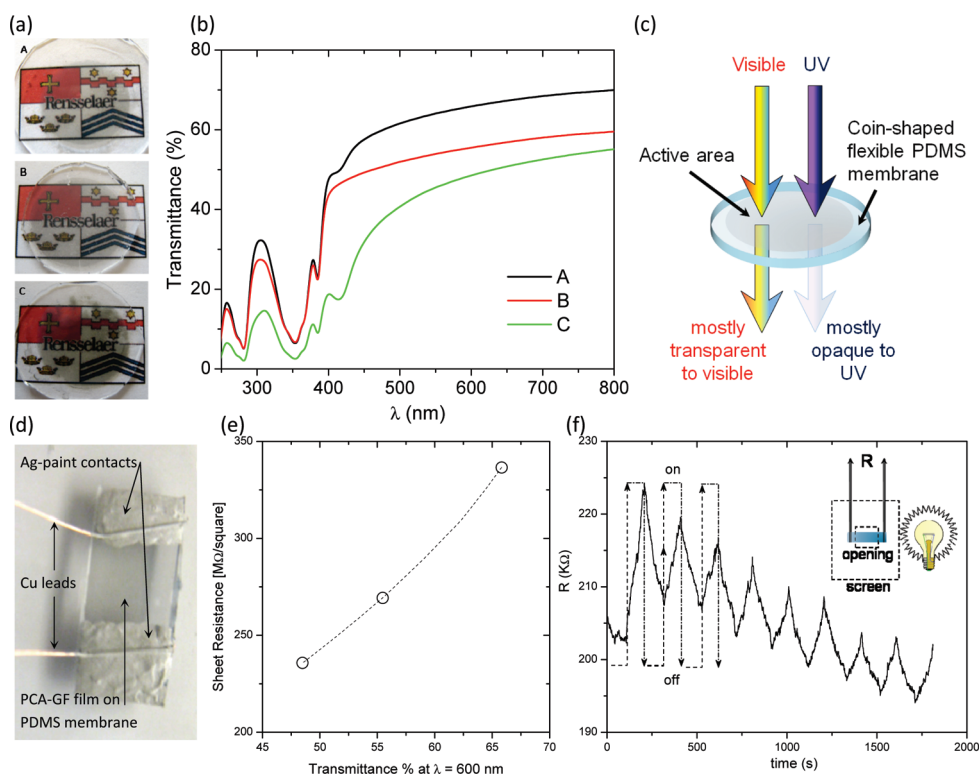 (a)
A
Rensselaer
B
Rensselaer
C
Rensselaer
(b)
80
60
40
20
0
Transmittance (%)
300
400
500
600
700
800
λ (nm)
A
B
C
(c)
Visible
UV
Active area
Coin-shaped
flexible PDMS
membrane
mostly
transparent
to visible
mostly
opaque to
UV
(d)
Ag-paint contacts
Cu leads
PCA-GF film on
PDMS membrane
(e)
350
300
250
200
Sheet Resistance [MΩ/square]
45
50
55
60
65
70
Transmittance % at λ = 600 nm
(f)
225
220
210
200
190
R (KΩ)
0
500
1000
1500
2000
time (s)
on
off
R
opening
screen